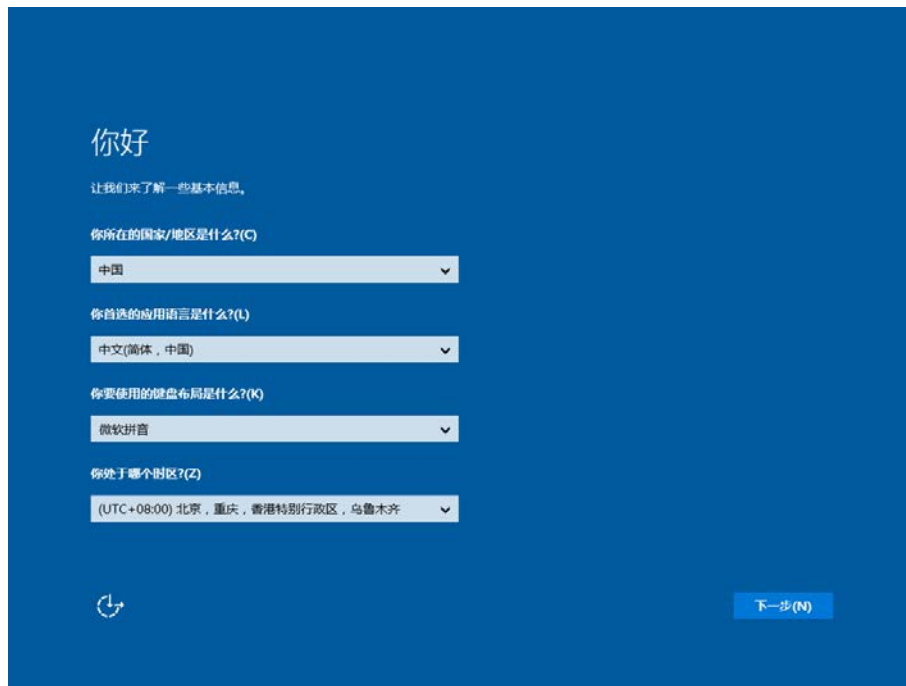 你好
让我们来了解一些基本信息。
你所在的国家/地区是什么?(C)
中国
你首选的应用语言是什么?(L)
中文(简体，中国)
你要使用的键盘布局是什么?(K)
微软拼音
你处于哪个时区?(Z)
(UTC+08:00) 北京，重庆，香港特别行政区，乌鲁木齐
下一步(N)